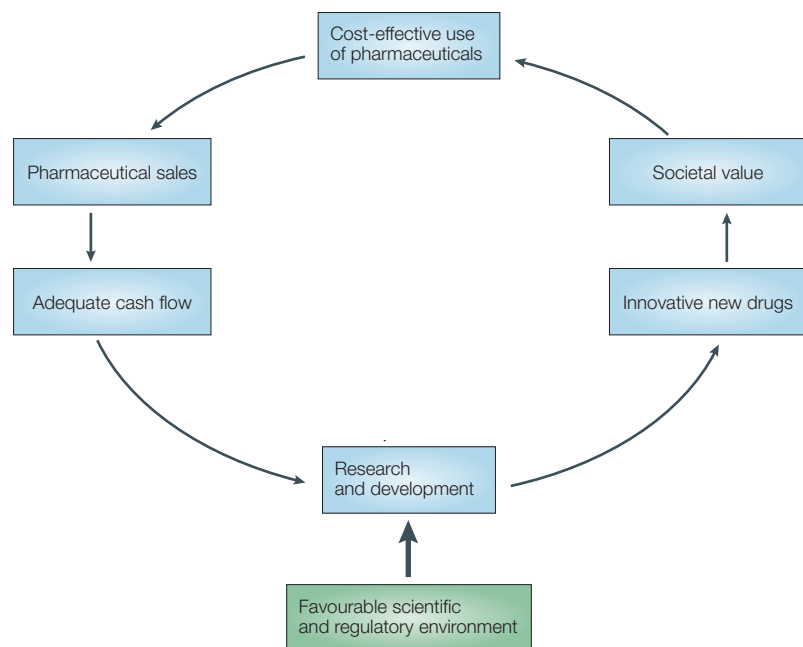 Cost-effective use
of pharmaceuticals
Pharmaceutical sales
Societal value
Adequate cash flow
Innovative new drugs
Research
and development
Favourable scientific
and regulatory environment